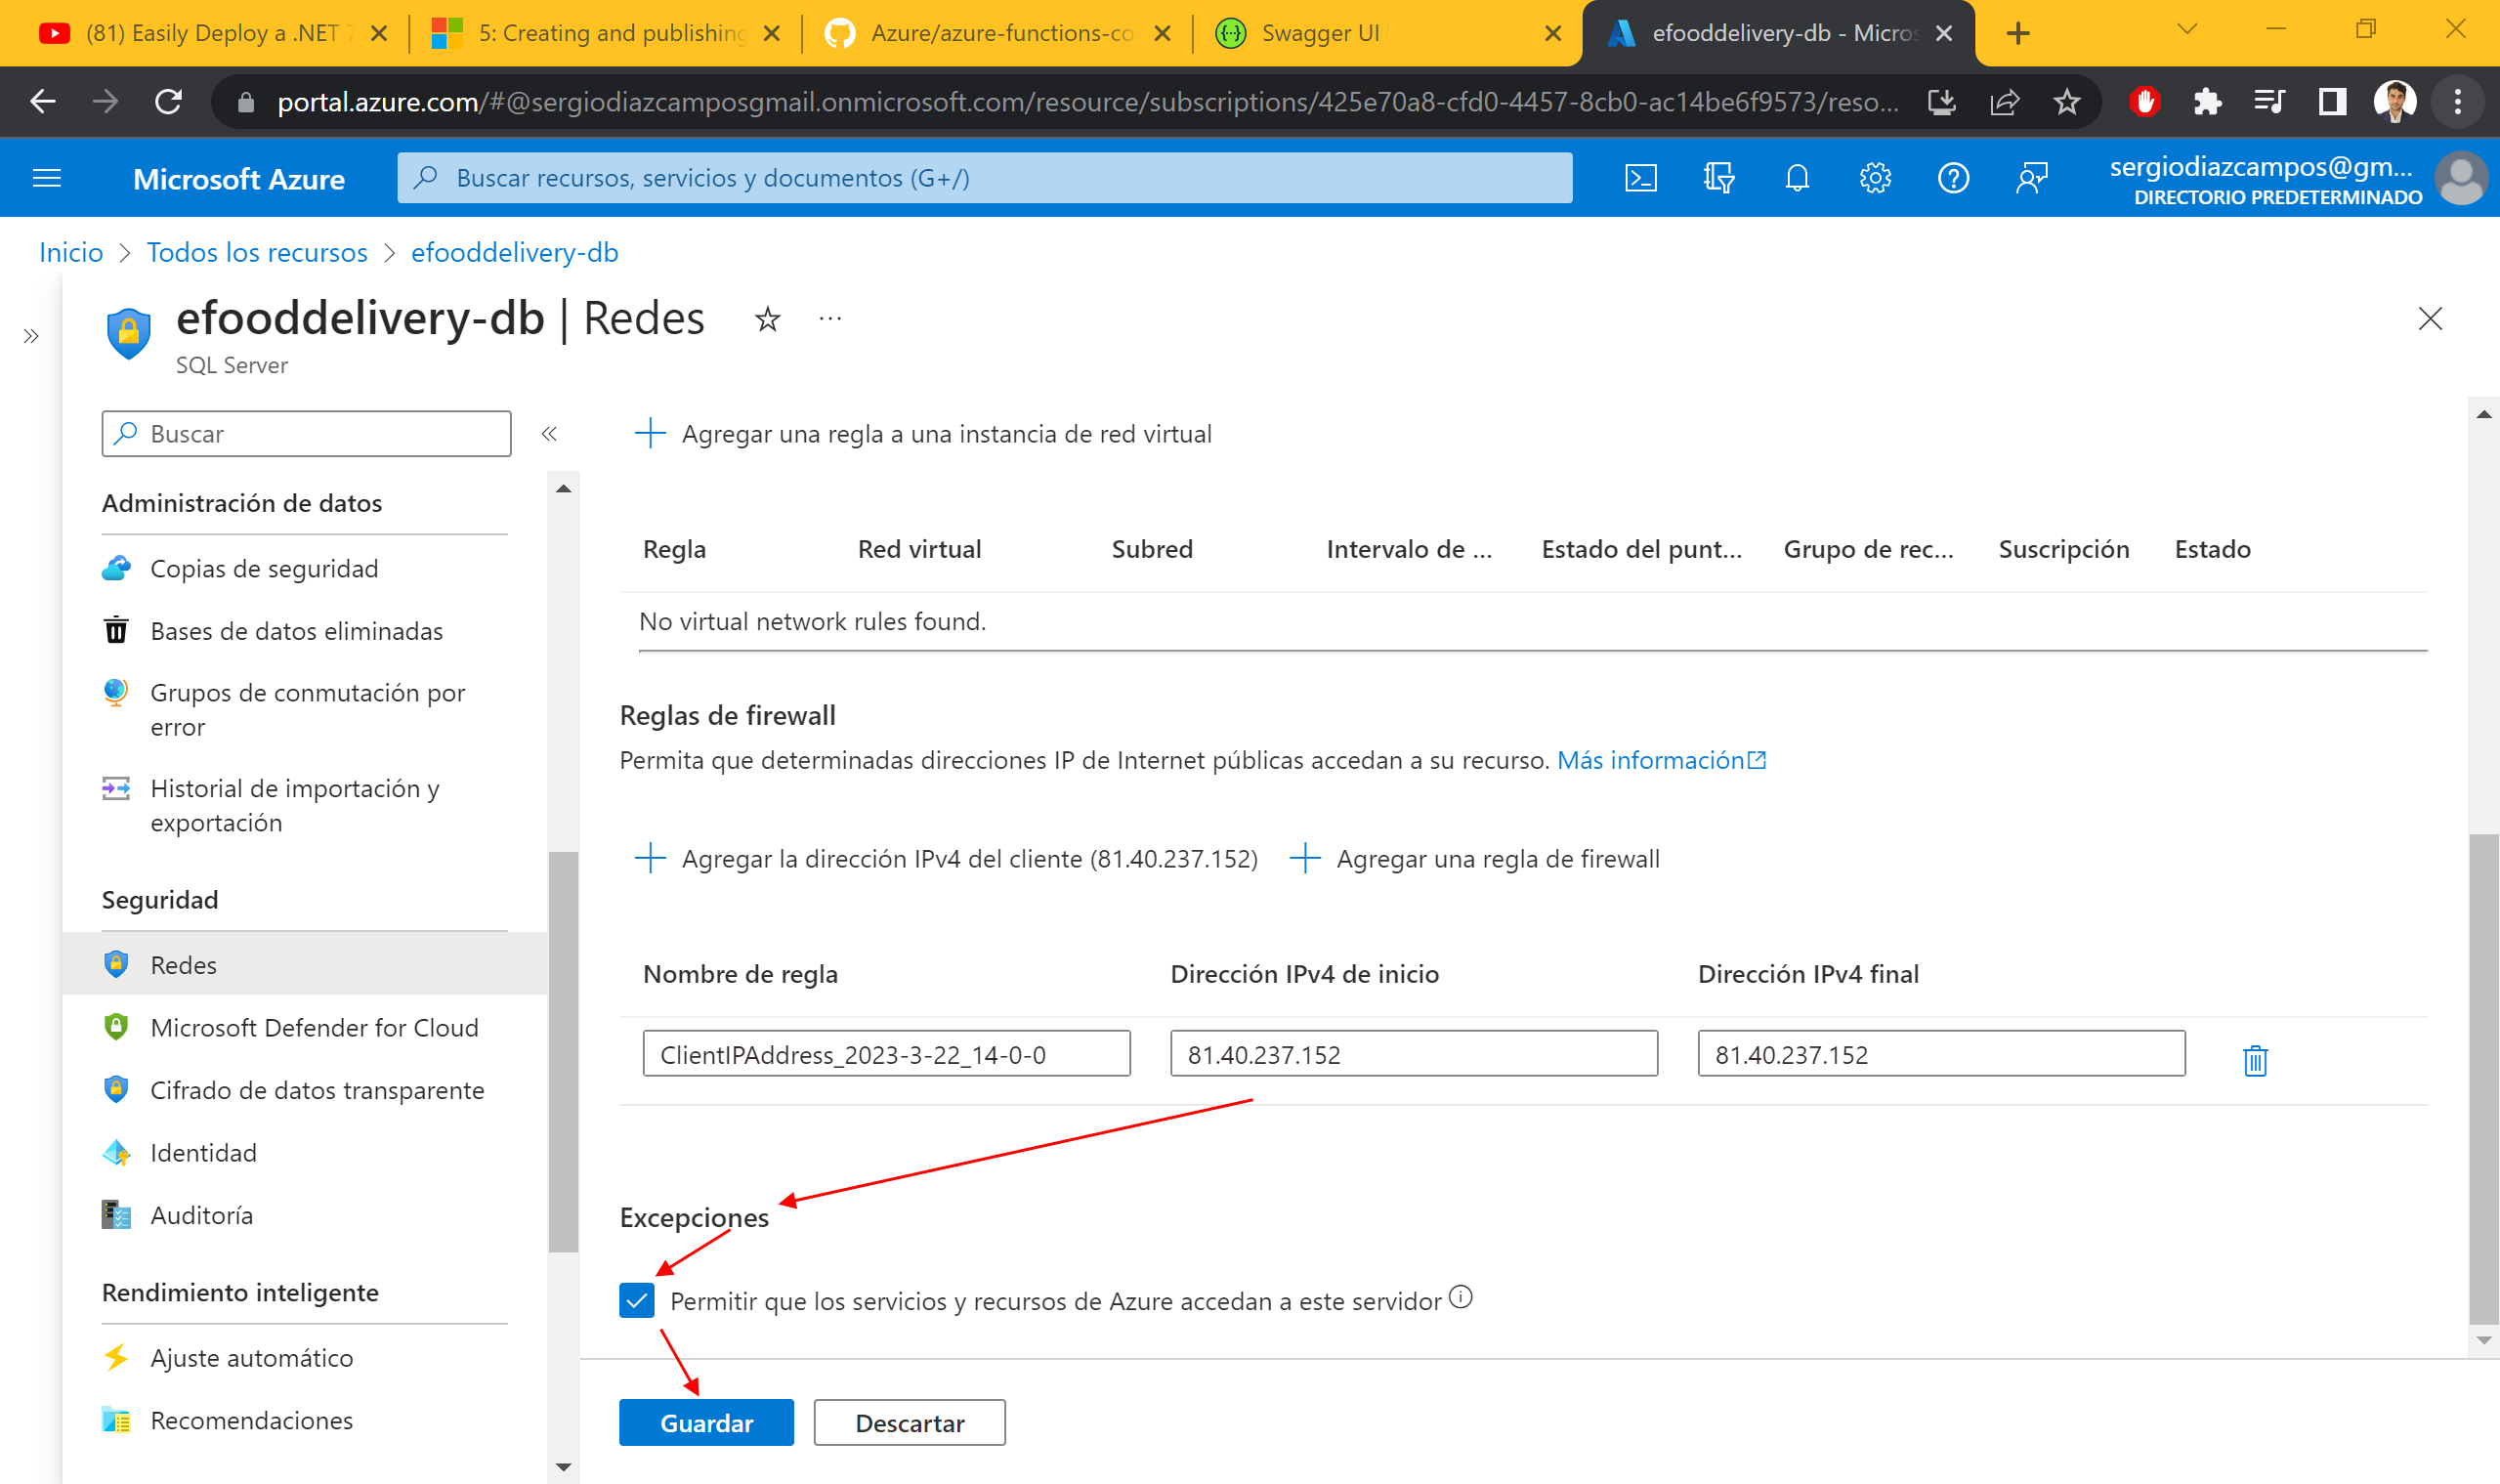 (81) Easily Deploy a .NET 7
5: Creating and publishing
Azure/azure-functions-co
Swagger UI
efooddelivery-db - Micros
portal.azure.com/#@sergiodiazcamposgmail.onmicrosoft.com/resource/subscriptions/425e70a8-cfd0-4457-8cb0-ac14be6f9573/reso...
Microsoft Azure
Buscar recursos, servicios y documentos (G+/)
sergiodiazcampos@gm...
DIRECTORIO PREDETERMINADO
Inicio > Todos los recursos > efooddelivery-db
efooddelivery-db | Redes
SQL Server
Buscar
Administración de datos
Copias de seguridad
Bases de datos eliminadas
Grupos de conmutación por
error
Historial de importación y
exportación
Seguridad
Redes
Microsoft Defender for Cloud
Cifrado de datos transparente
Identidad
Auditoría
Rendimiento inteligente
Ajuste automático
Recomendaciones
Agregar una regla a una instancia de red virtual
Regla Red virtual Subred Intervalo de ... Estado del punt... Grupo de rec... Suscripción Estado
No virtual network rules found.
Reglas de firewall
Permita que determinadas direcciones IP de Internet públicas accedan a su recurso. Más información
Agregar la dirección IPv4 del cliente (81.40.237.152) Agregar una regla de firewall
Nombre de regla Dirección IPv4 de inicio Dirección IPv4 final
ClientIPAddress_2023-3-22_14-0-0 81.40.237.152 81.40.237.152
Excepciones
Permitir que los servicios y recursos de Azure accedan a este servidor
Guardar Descartar